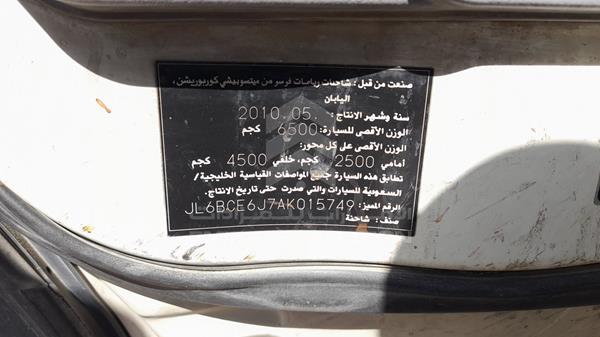 صنعت من قبل: شاحنات وباصات فوسو من ميتسوبيشي كوربوريشن،
اليابان
سنة وشهر الانتاج: 2010.05.
الوزن الأقصى للسيارة: 6500 كجم
الوزن الأقصى على كل محور:
أمامي 2500 كجم، خلفي 4500 كجم
تطابق هذه السيارة جميع المواصفات القياسية الخليجية/
السعودية للسيارات والتي صدرت حتى تاريخ الانتاج.
الرقم المميز: JL6BCE6J7AK015749
صنف: شاحنة